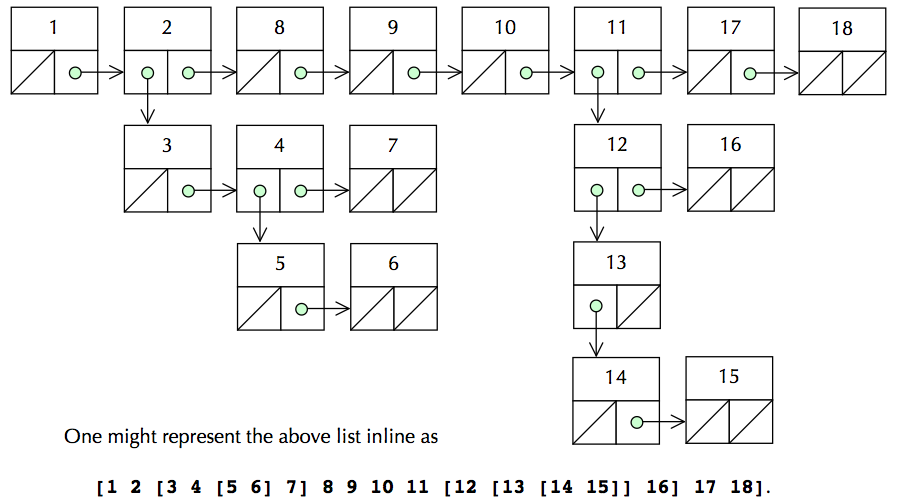 1 2 8 9 10 11 17 18
3 4 7 12 16
5 6 13
14 15
One might represent the above list inline as
[1 2 [3 4 [5 6] 7] 8 9 10 11 [12 [13 [14 15]] 16] 17 18].